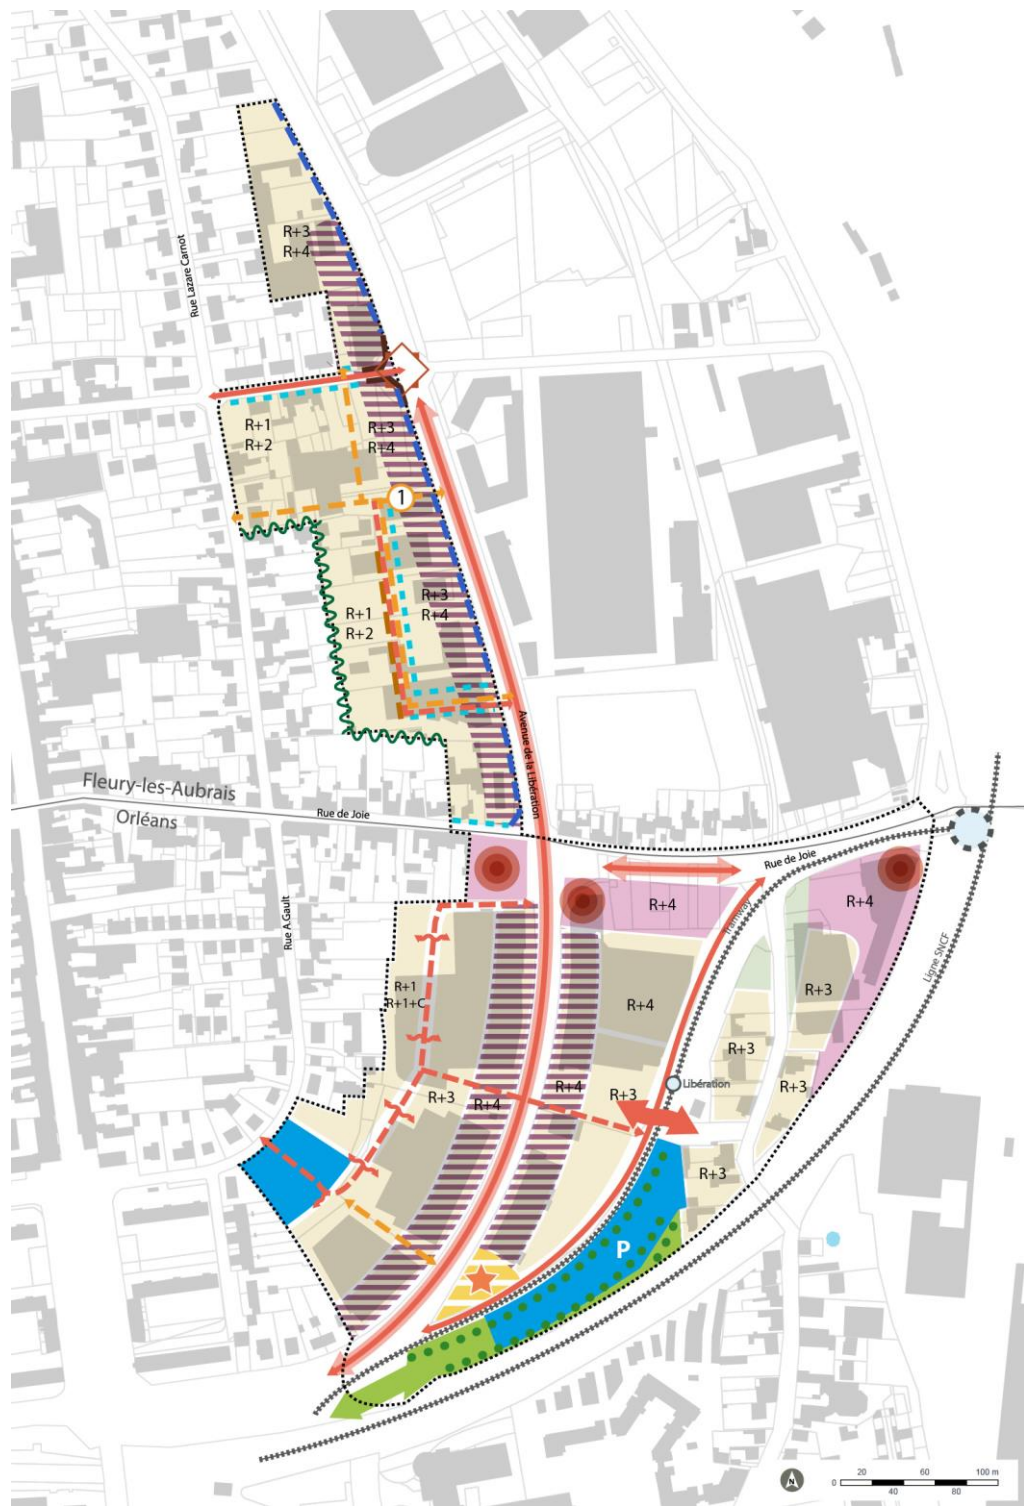 R+3
R+4
Rue Lazare Carnot
R+1
R+2
R+3
R+4
1
R+3
R+4
R+1
R+2
Avenue de la Libération
Fleury-les-Aubrais
Orléans
Rue de Joie
Rue de Joie
R+4
R+4
Tramway
Rue A.Gault
Ligne SNCF
R+1
R+1+C
R+4
R+3
R+3
Libération
R+4
R+3
R+3
R+3
R+4
R+3
P
N
0 20 40 60 80 100 m